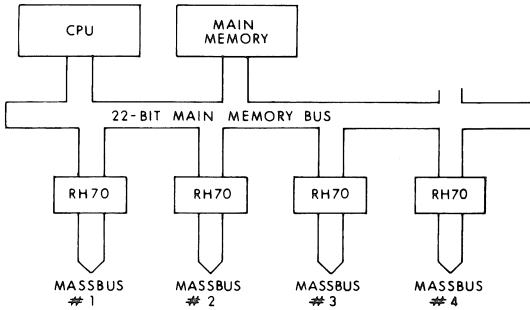 CPU
MAIN
MEMORY
22-BIT MAIN MEMORY BUS
RH70
RH70
RH70
RH70
MASSBUS
# 1
MASSBUS
# 2
MASSBUS
# 3
MASSBUS
# 4